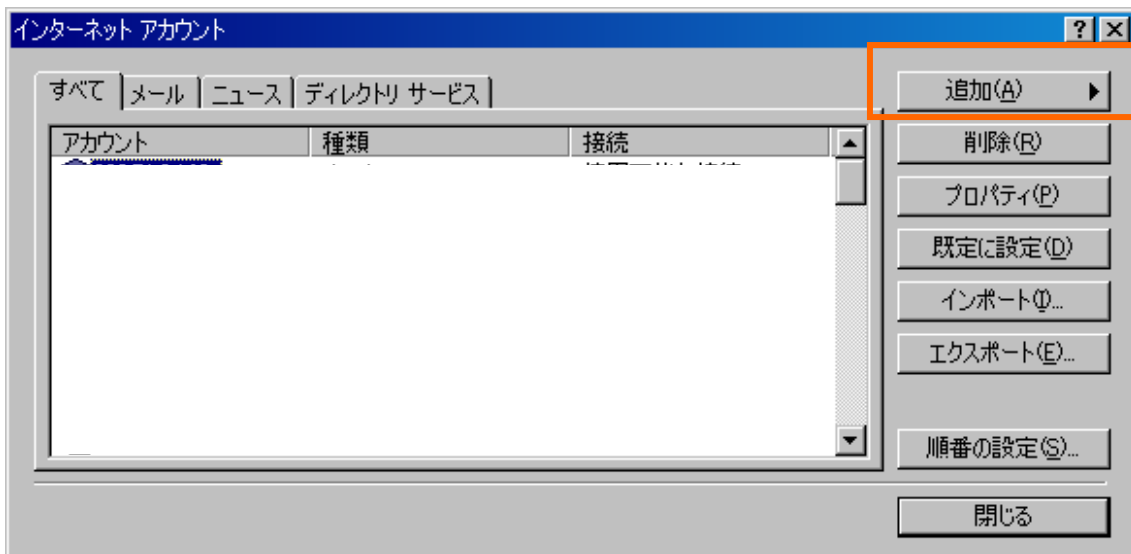 インターネット アカウント
すべて メール ニュース ディレクトリ サービス
アカウント 種類 接続
追加(A)
削除(R)
プロパティ(P)
既定に設定(D)
インポート(I)...
エクスポート(E)...
順番の設定(S)...
閉じる